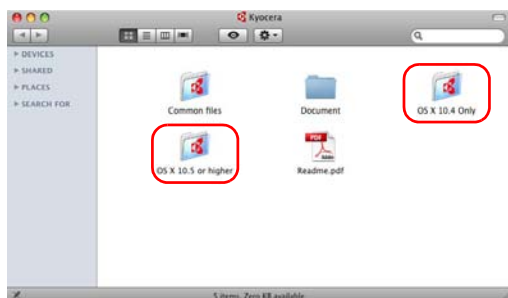 Kyocera
DEVICES
SHARED
PLACES
SEARCH FOR
Common files
Document
OS X 10.4 Only
OS X 10.5 or higher
PDF
Readme.pdf
5 items, Zero KB available